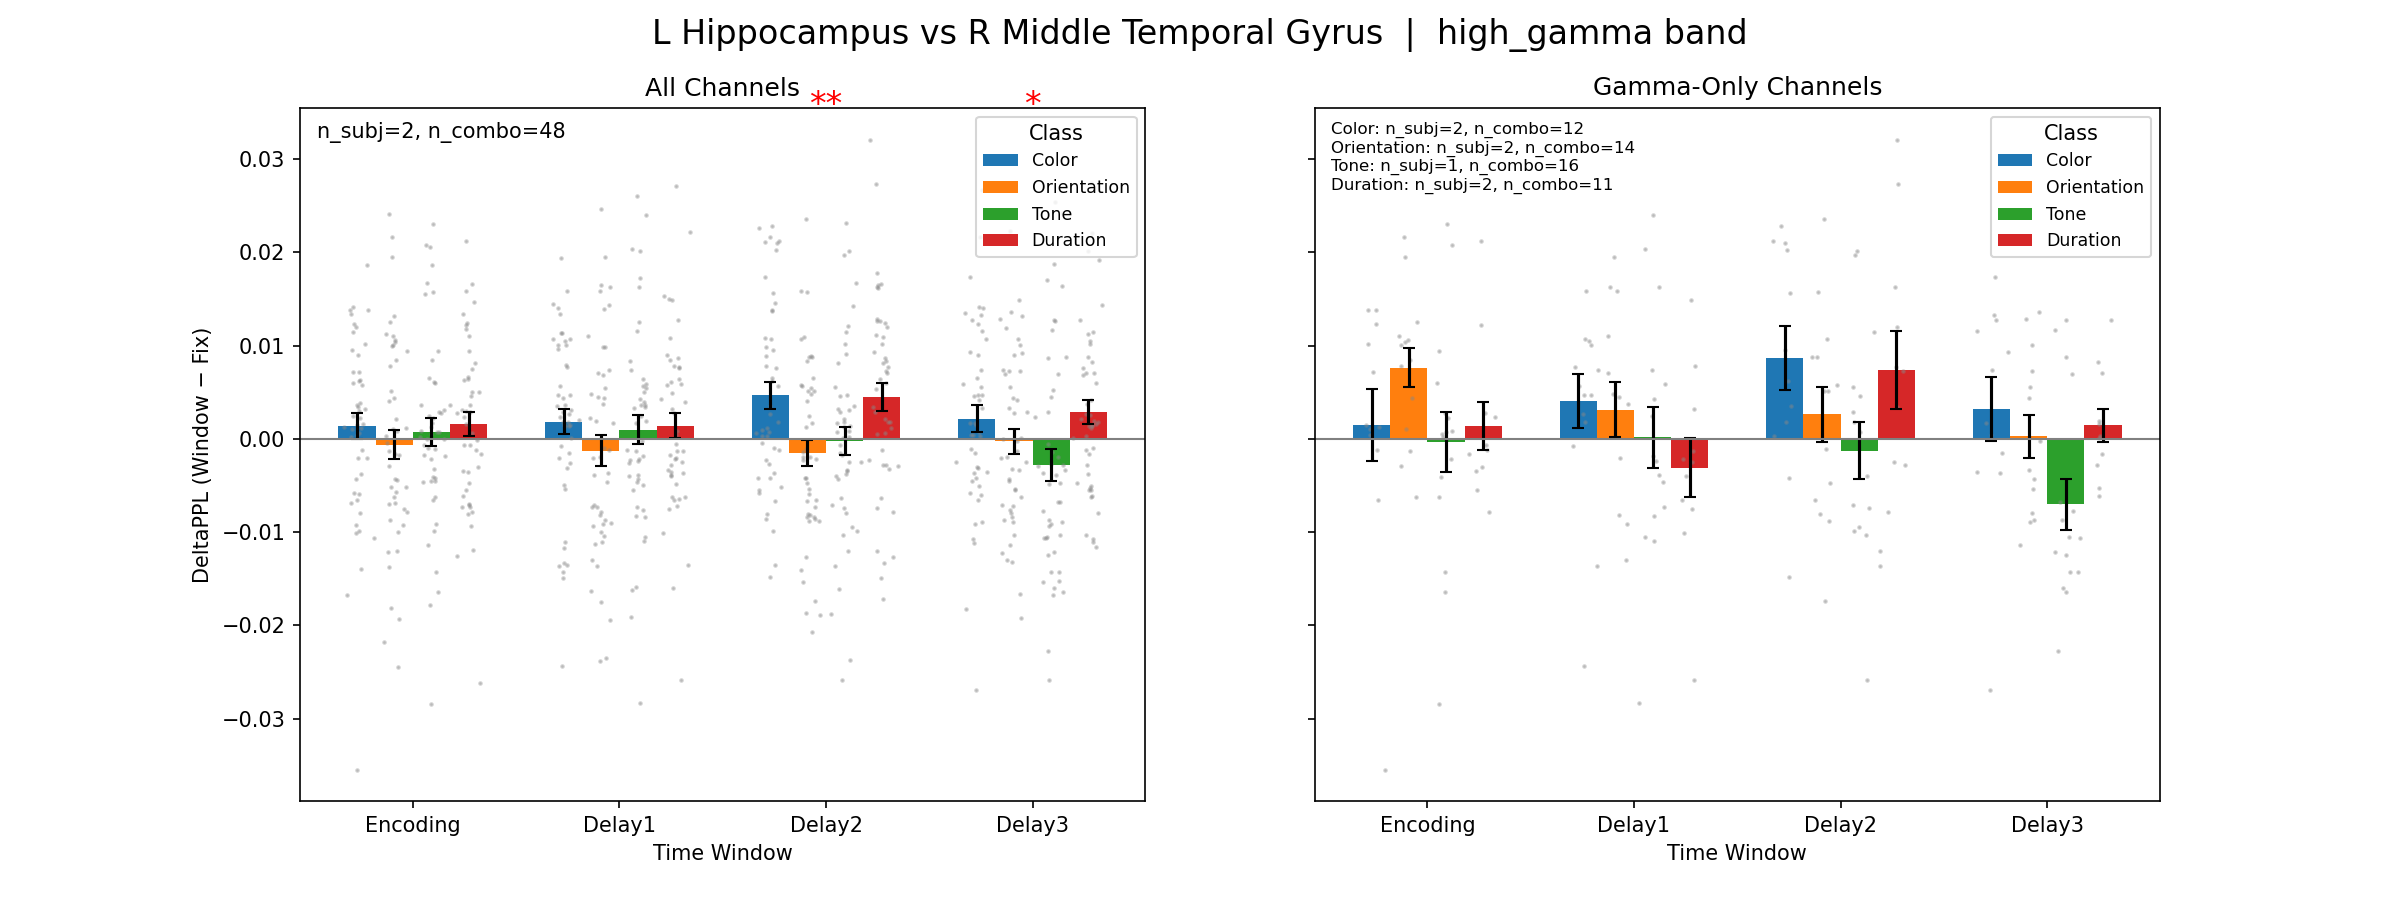 L Hippocampus vs R Middle Temporal Gyrus | high_gamma band
All Channels
**
*
n_subj=2, n_combo=48
Class
Color
Orientation
Tone
Duration
0.03
0.02
0.01
0.00
−0.01
−0.02
−0.03
DeltaPPL (Window − Fix)
Encoding
Delay1
Delay2
Delay3
Time Window
Gamma-Only Channels
Color: n_subj=2, n_combo=12
Orientation: n_subj=2, n_combo=14
Tone: n_subj=1, n_combo=16
Duration: n_subj=2, n_combo=11
Class
Color
Orientation
Tone
Duration
Encoding
Delay1
Delay2
Delay3
Time Window